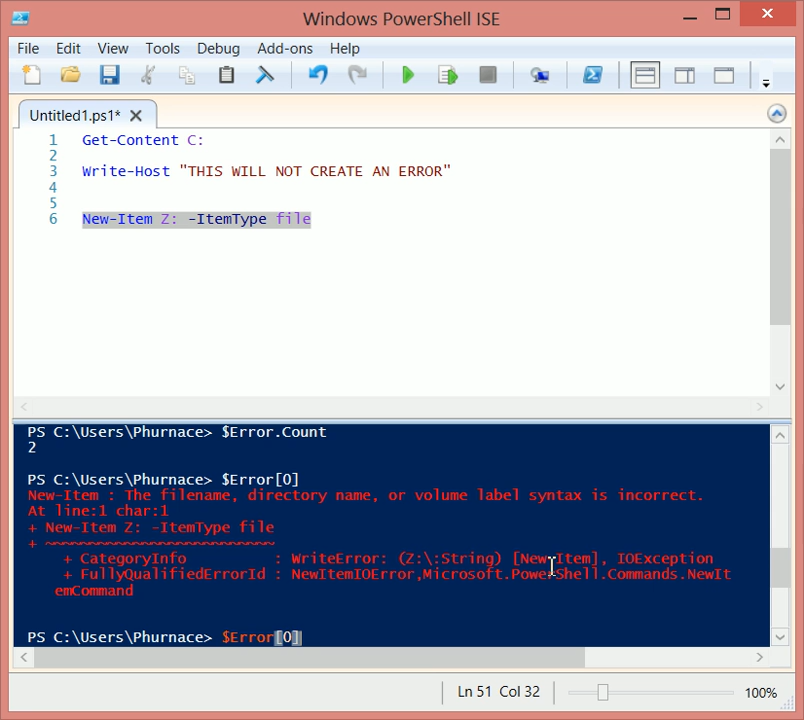 Windows PowerShell ISE
File Edit View Tools Debug Add-ons Help
Untitled1.ps1*
1 Get-Content C:
2
3 Write-Host "THIS WILL NOT CREATE AN ERROR"
4
5
6 New-Item Z: -ItemType file
PS C:\Users\Phurnace> $Error.Count
2
PS C:\Users\Phurnace> $Error[0]
New-Item : The filename, directory name, or volume label syntax is incorrect.
At line:1 char:1
+ New-Item Z: -ItemType file
+ ~~~~~~~~~~~~~~~~~~~~~~~~~~
+ CategoryInfo : WriteError: (Z:\:String) [New-Item], IOException
+ FullyQualifiedErrorId : NewItemIOError,Microsoft.PowerShell.Commands.NewIt
emCommand
PS C:\Users\Phurnace> $Error[0]
Ln 51 Col 32 100%